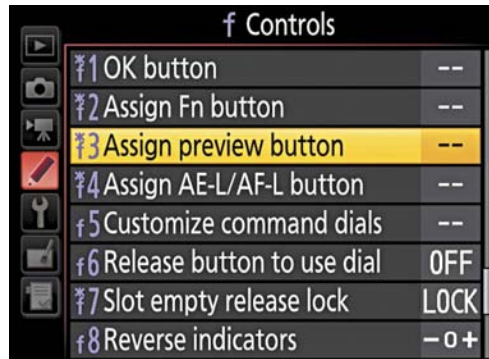 f Controls
f1 OK button --
f2 Assign Fn button --
f3 Assign preview button --
f4 Assign AE-L/AF-L button --
f5 Customize command dials --
f6 Release button to use dial OFF
f7 Slot empty release lock LOCK
f8 Reverse indicators -0+